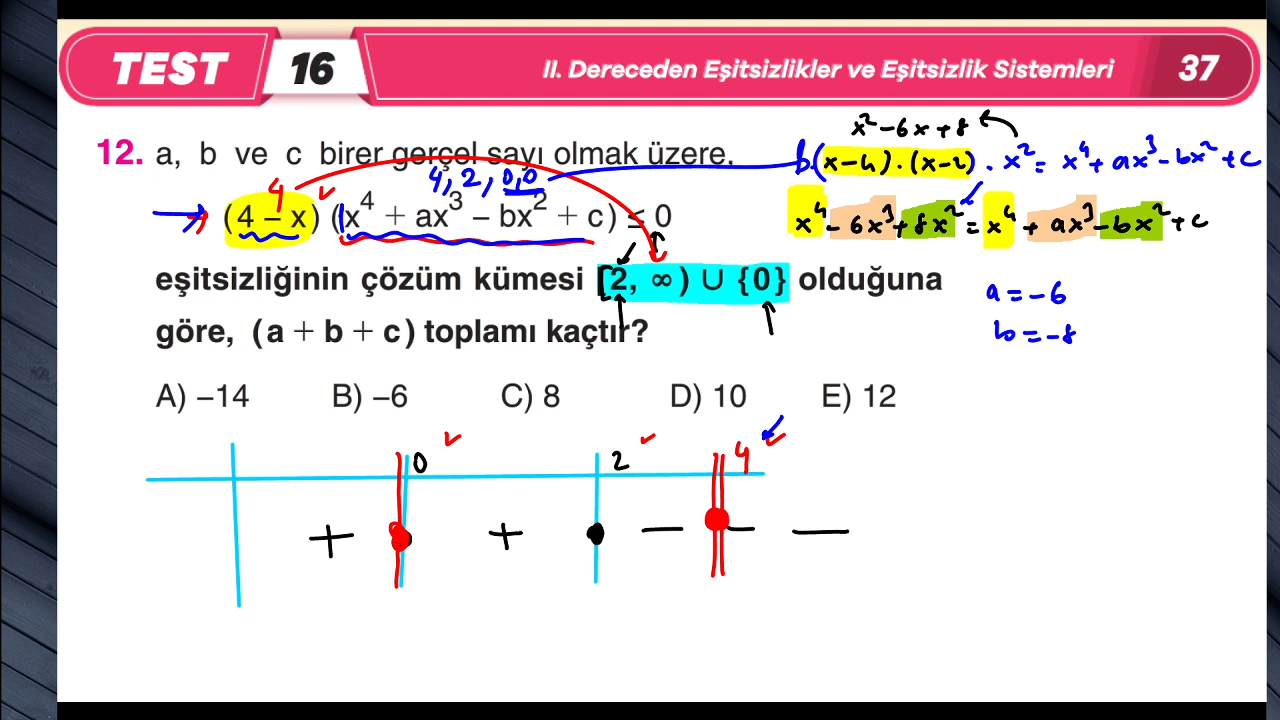 TEST 16 II. Dereceden Eşitsizlikler ve Eşitsizlik Sistemleri 37
x² – 6x + 8
12. a, b ve c birer gerçel sayı olmak üzere,
b.(x–4).(x–2).x² = x⁴ + ax³ – bx² + c
4 4, 2, 0, 0
(4 – x) (x⁴ + ax³ – bx² + c) ≤ 0
x⁴ – 6x³ + 8x² = x⁴ + ax³ – bx² + c
eşitsizliğinin çözüm kümesi [2, ∞) ∪ {0} olduğuna
a = –6
göre, (a + b + c) toplamı kaçtır?
b = –8
A) –14 B) –6 C) 8 D) 10 E) 12
0 2 4
+ + – – –